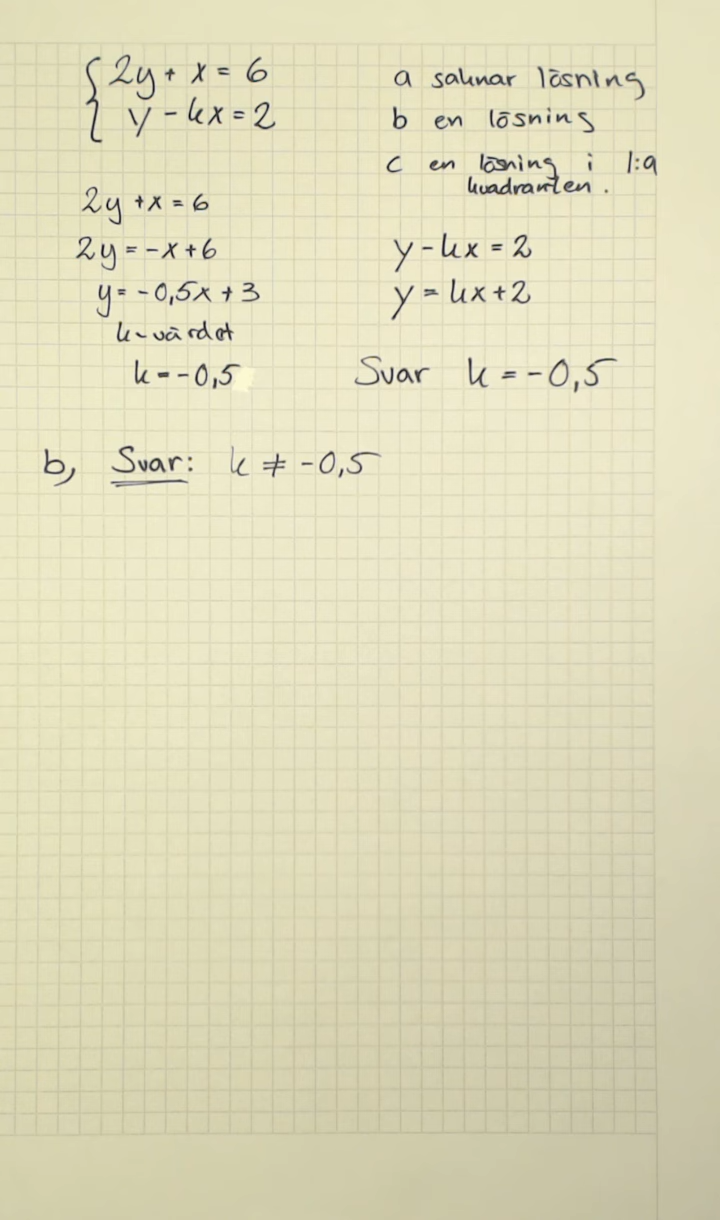 2y + x = 6
y - kx = 2
a saknar lösning
b en lösning
c en lösning i 1:a
kvadranten.
2y + x = 6
2y = -x + 6
y = -0,5x + 3
k-värdet
k = -0,5
y - kx = 2
y = kx + 2
Svar k = -0,5
b, Svar: k ≠ -0,5